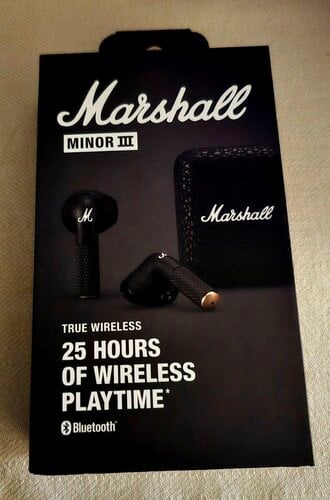 Marshall
MINOR III
Marshall
M
TRUE WIRELESS
25 HOURS
OF WIRELESS
PLAYTIME*
Bluetooth®